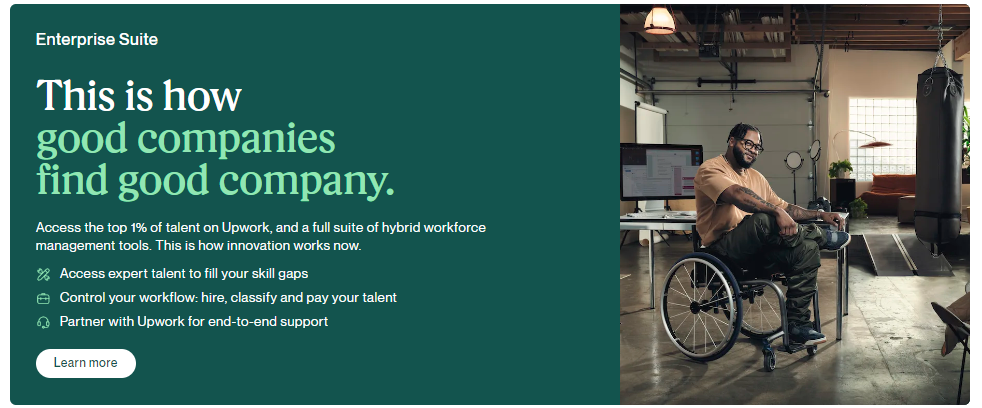 Enterprise Suite
This is how
good companies
find good company.
Access the top 1% of talent on Upwork, and a full suite of hybrid workforce
management tools. This is how innovation works now.
Access expert talent to fill your skill gaps
Control your workflow: hire, classify and pay your talent
Partner with Upwork for end-to-end support
Learn more